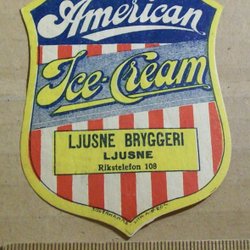 American
Ice-Cream
LJUSNE BRYGGERI
LJUSNE
Rikstelefon 108